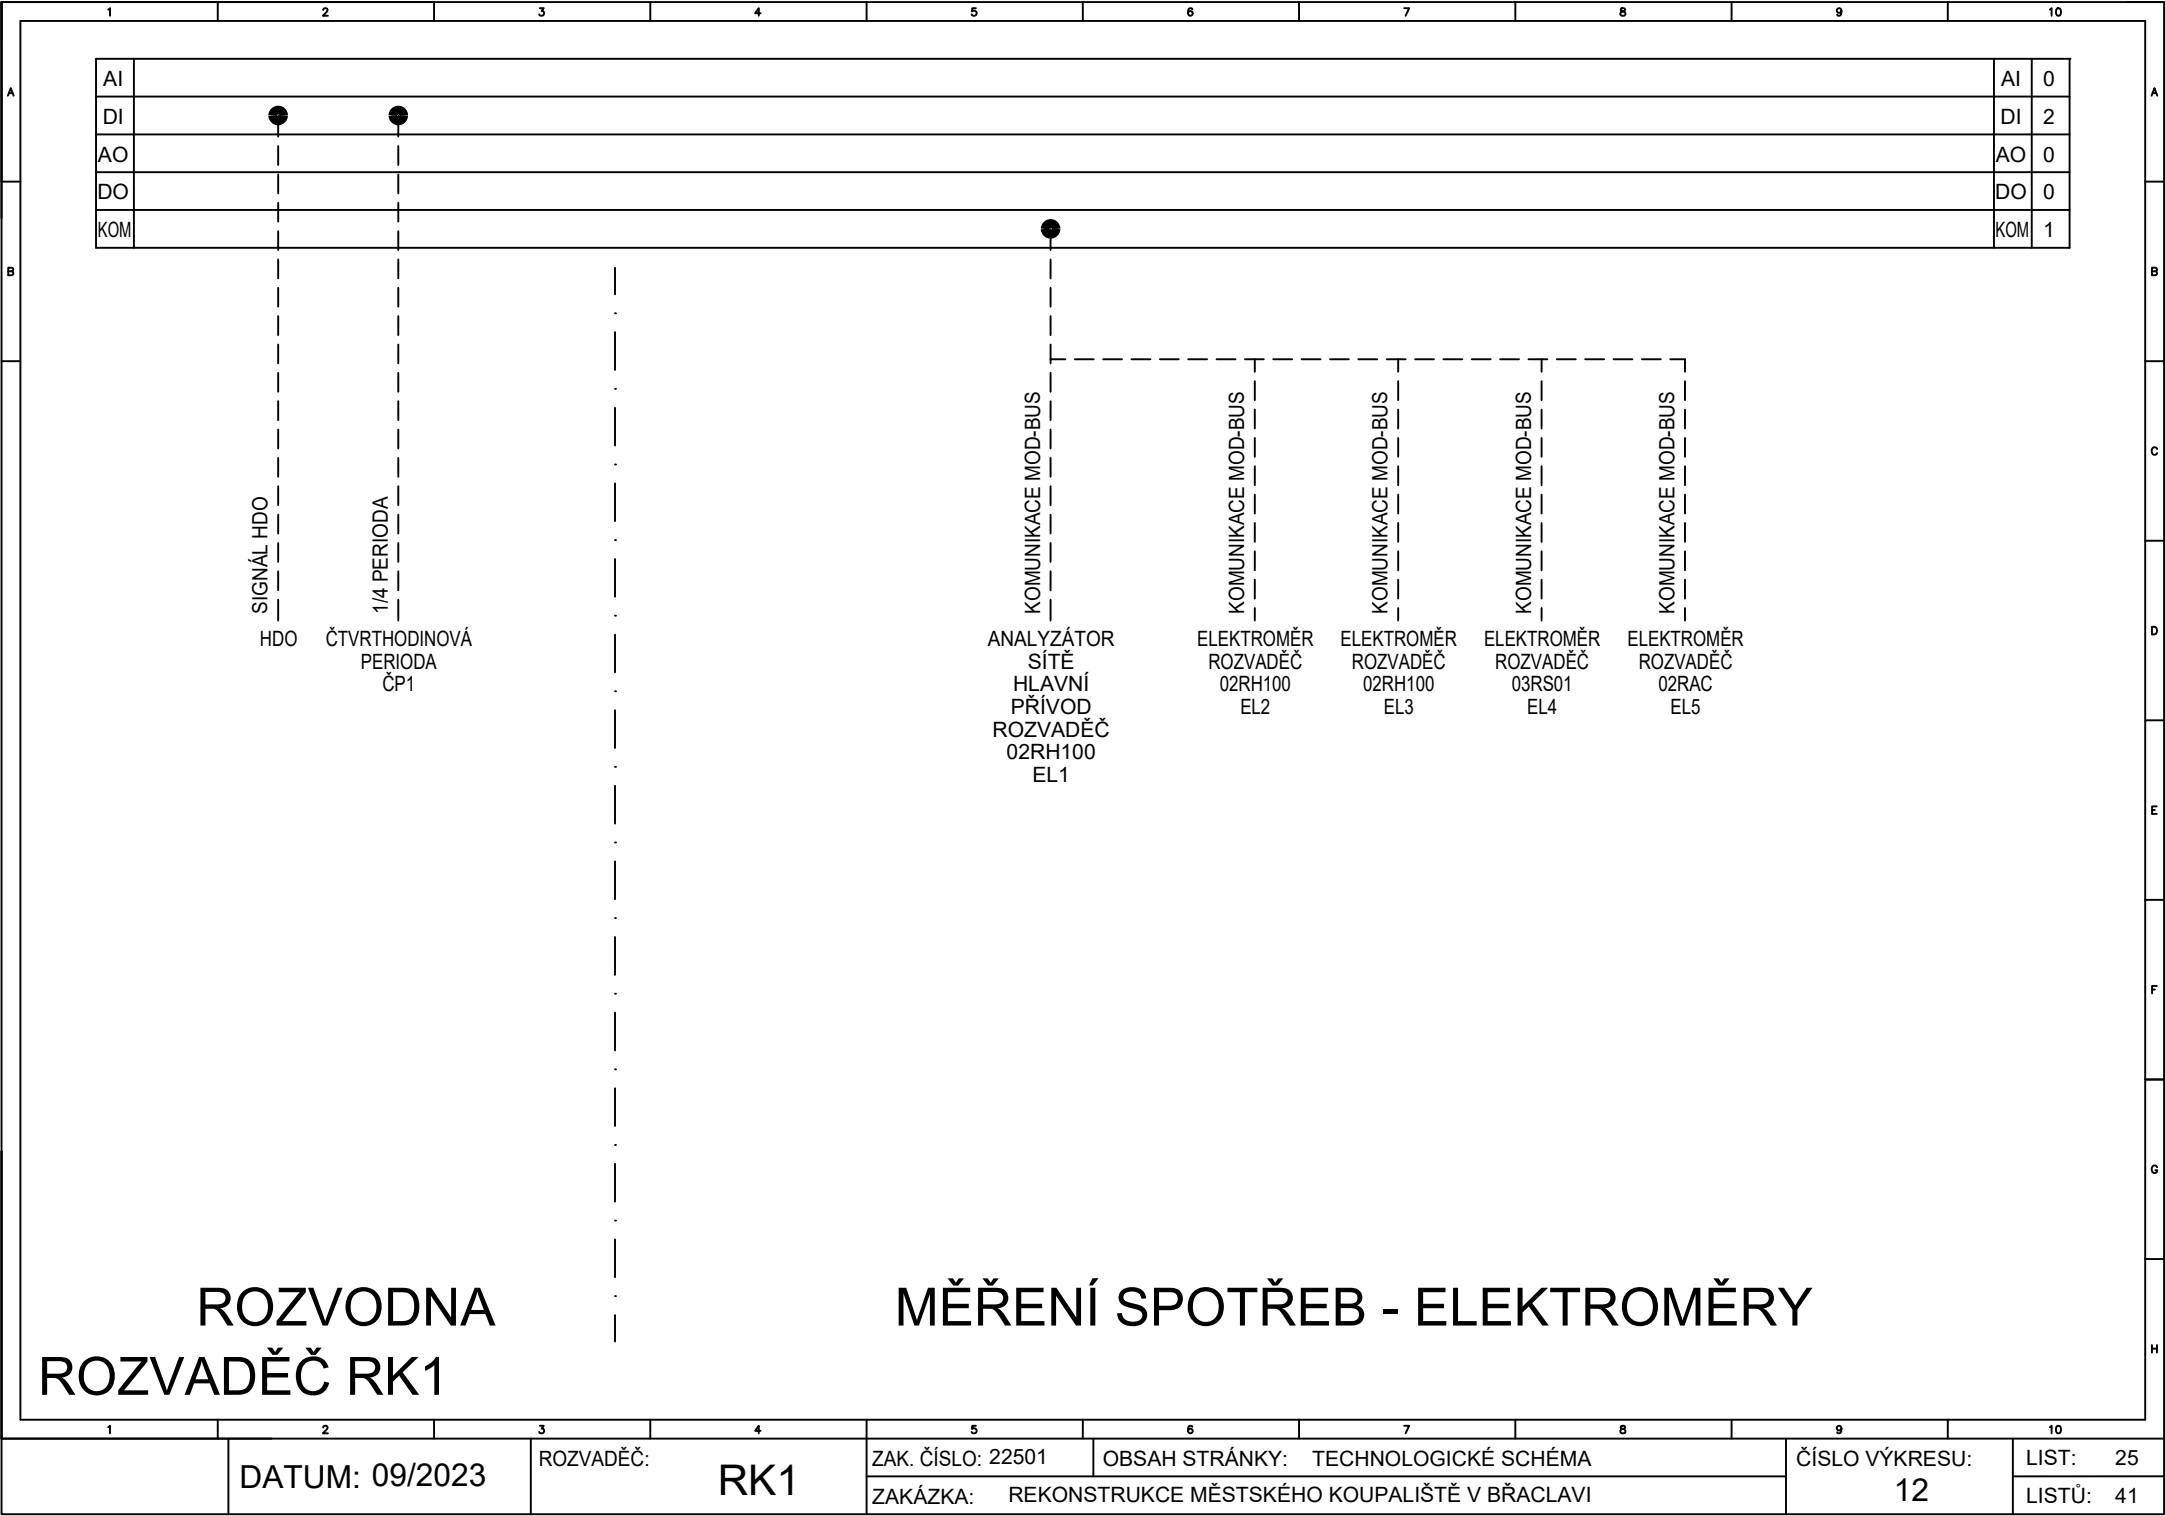 1 2 3 4 5 6 7 8 9 10
A A
AI AI 0
DI DI 2
AO AO 0
DO DO 0
KOM KOM 1
B B
C
D
E
F
G
H
SIGNÁL HDO
1/4 PERIODA
KOMUNIKACE MOD-BUS
KOMUNIKACE MOD-BUS
KOMUNIKACE MOD-BUS
KOMUNIKACE MOD-BUS
KOMUNIKACE MOD-BUS
HDO
ČTVRTHODINOVÁ
PERIODA
ČP1
ANALYZÁTOR
SÍTĚ
HLAVNÍ
PŘÍVOD
ROZVADĚČ
02RH100
EL1
ELEKTROMĚR
ROZVADĚČ
02RH100
EL2
ELEKTROMĚR
ROZVADĚČ
02RH100
EL3
ELEKTROMĚR
ROZVADĚČ
03RS01
EL4
ELEKTROMĚR
ROZVADĚČ
02RAC
EL5
ROZVODNA
ROZVADĚČ RK1
MĚŘENÍ SPOTŘEB - ELEKTROMĚRY
1 2 3 4 5 6 7 8 9 10
DATUM: 09/2023
ROZVADĚČ:
RK1
ZAK. ČÍSLO: 22501
OBSAH STRÁNKY: TECHNOLOGICKÉ SCHÉMA
ZAKÁZKA: REKONSTRUKCE MĚSTSKÉHO KOUPALIŠTĚ V BŘACLAVI
ČÍSLO VÝKRESU:
12
LIST: 25
LISTŮ: 41